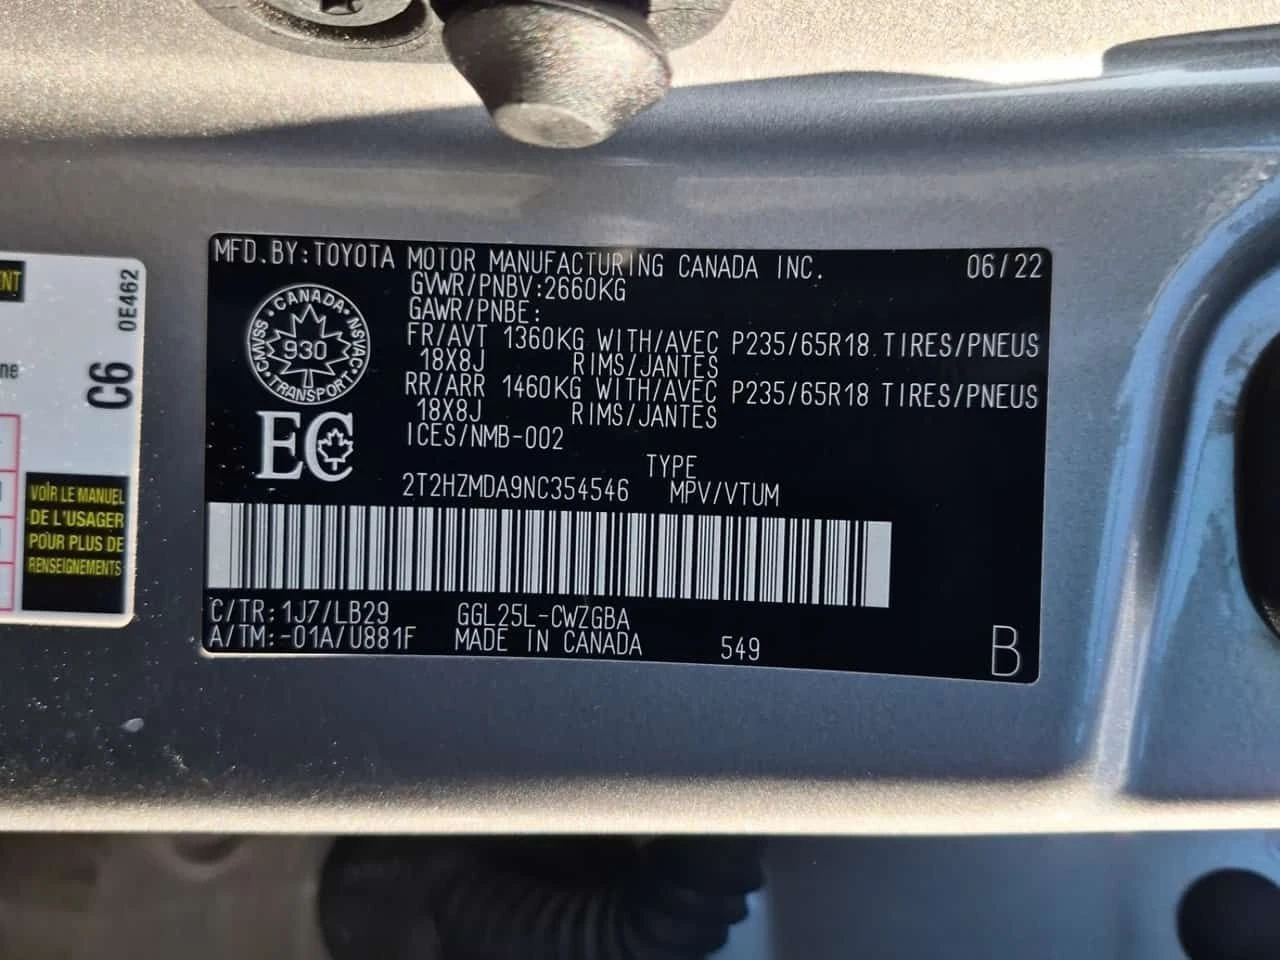 MFD. BY: TOYOTA MOTOR MANUFACTURING CANADA INC. 06/22
GVWR/PNBV: 2660KG
GAWR/PNBE:
FR/AVT 1360KG WITH/AVEC P235/65R18 TIRES/PNEUS
18X8J RIMS/JANTES
RR/ARR 1460KG WITH/AVEC P235/65R18 TIRES/PNEUS
18X8J RIMS/JANTES
ICES/NMB-002
TYPE
2T2HZMDA9NC354546 MPV/VTUM
C/TR: 1J7/LB29 GGL25L-CWZGBA
A/TM: -01A/U881F MADE IN CANADA 549
B
CANADA
CMVSS 930 NSVAC
TRANSPORT
EC
0E462
C6
VOIR LE MANUEL
DE L'USAGER
POUR PLUS DE
RENSEIGNEMENTS